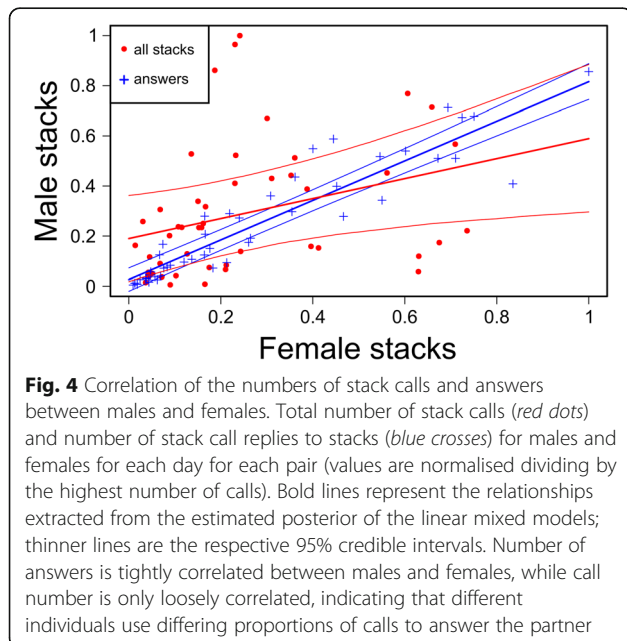 Male stacks
1
0.8
0.6
0.4
0.2
0
all stacks
answers
0
0.2
0.4
0.6
0.8
1
Female stacks
Fig. 4 Correlation of the numbers of stack calls and answers
between males and females. Total number of stack calls (red dots)
and number of stack call replies to stacks (blue crosses) for males and
females for each day for each pair (values are normalised dividing by
the highest number of calls). Bold lines represent the relationships
extracted from the estimated posterior of the linear mixed models;
thinner lines are the respective 95% credible intervals. Number of
answers is tightly correlated between males and females, while call
number is only loosely correlated, indicating that different
individuals use differing proportions of calls to answer the partner